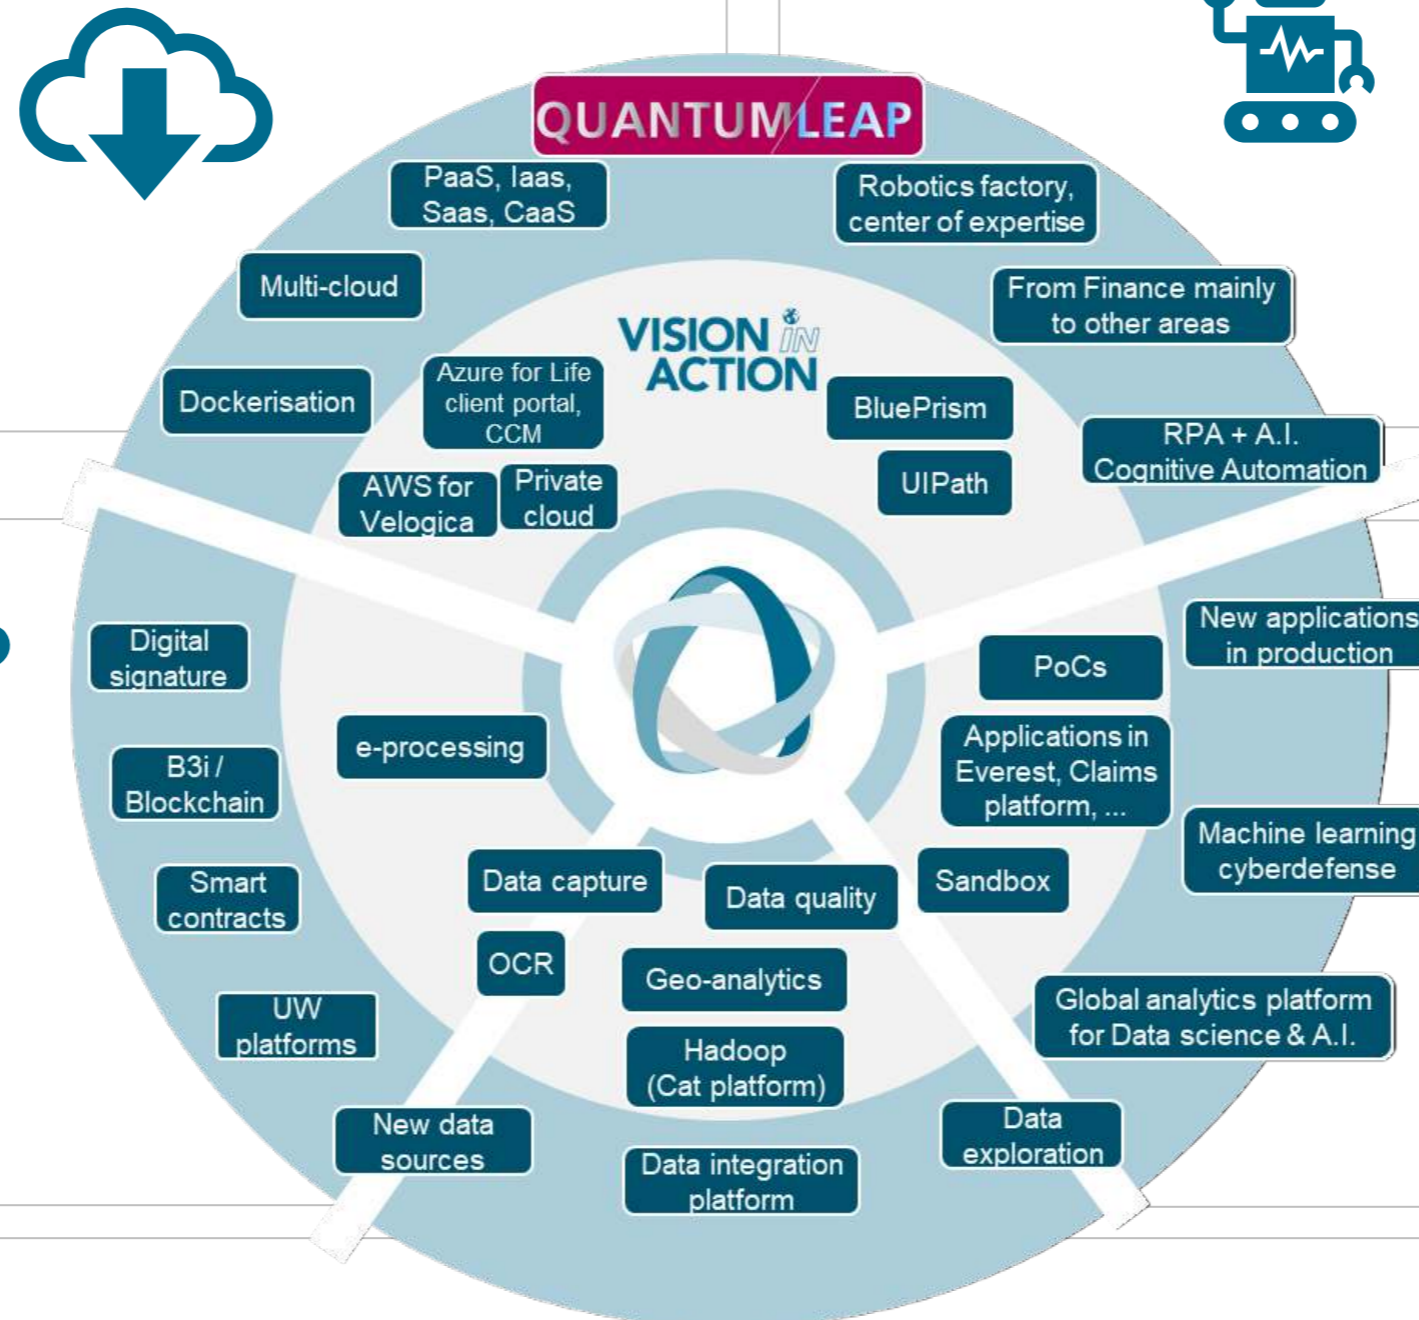 QUANTUMLEAP
PaaS, Iaas,
Saas, CaaS
Robotics factory,
center of expertise
Multi-cloud
From Finance mainly
to other areas
VISION IN
ACTION
Dockerisation
Azure for Life
client portal,
CCM
BluePrism
RPA + A.I.
Cognitive Automation
AWS for
Velogica
Private
cloud
UIPath
Digital
signature
New applications
in production
PoCs
e-processing
Applications in
Everest, Claims
platform, ...
B3i /
Blockchain
Machine learning
cyberdefense
Smart
contracts
Data capture
Data quality
Sandbox
OCR
Geo-analytics
UW
platforms
Global analytics platform
for Data science & A.I.
Hadoop
(Cat platform)
New data
sources
Data integration
platform
Data
exploration